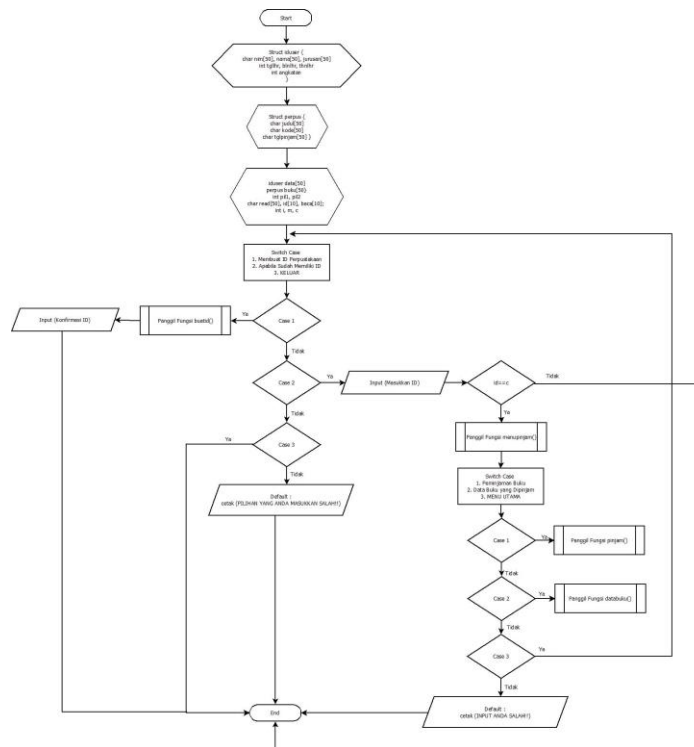 Start
Struct iduser {
char nim[50], nama[50], jurusan[50]
int tgllhr, blnlhr, thnlhr
int angkatan
}
Struct perpus {
char judul[50]
char kode[50]
char tglpinjam[50] }
iduser data[50]
perpus buku[50]
int pil1, pil2
char read[50], id[10], baca[10];
int i, m, c
Switch Case
1. Membuat ID Perpustakaan
2. Apabila Sudah Memiliki ID
3. KELUAR
Input (Konfirmasi ID)
Panggil Fungsi buatid()
Ya
Case 1
Tidak
Case 2
Ya
Input (Masukkan ID)
id==c
Tidak
Tidak
Ya
Ya
Case 3
Panggil Fungsi menupinjam()
Tidak
Switch Case
1. Peminjaman Buku
2. Data Buku yang Dipinjam
3. MENU UTAMA
Default :
cetak (PILIHAN YANG ANDA MASUKKAN SALAH!!)
Case 1
Ya
Panggil Fungsi pinjam()
Tidak
Case 2
Ya
Panggil Fungsi databuku()
Tidak
Case 3
Ya
Tidak
End
Default :
cetak (INPUT ANDA SALAH!!)